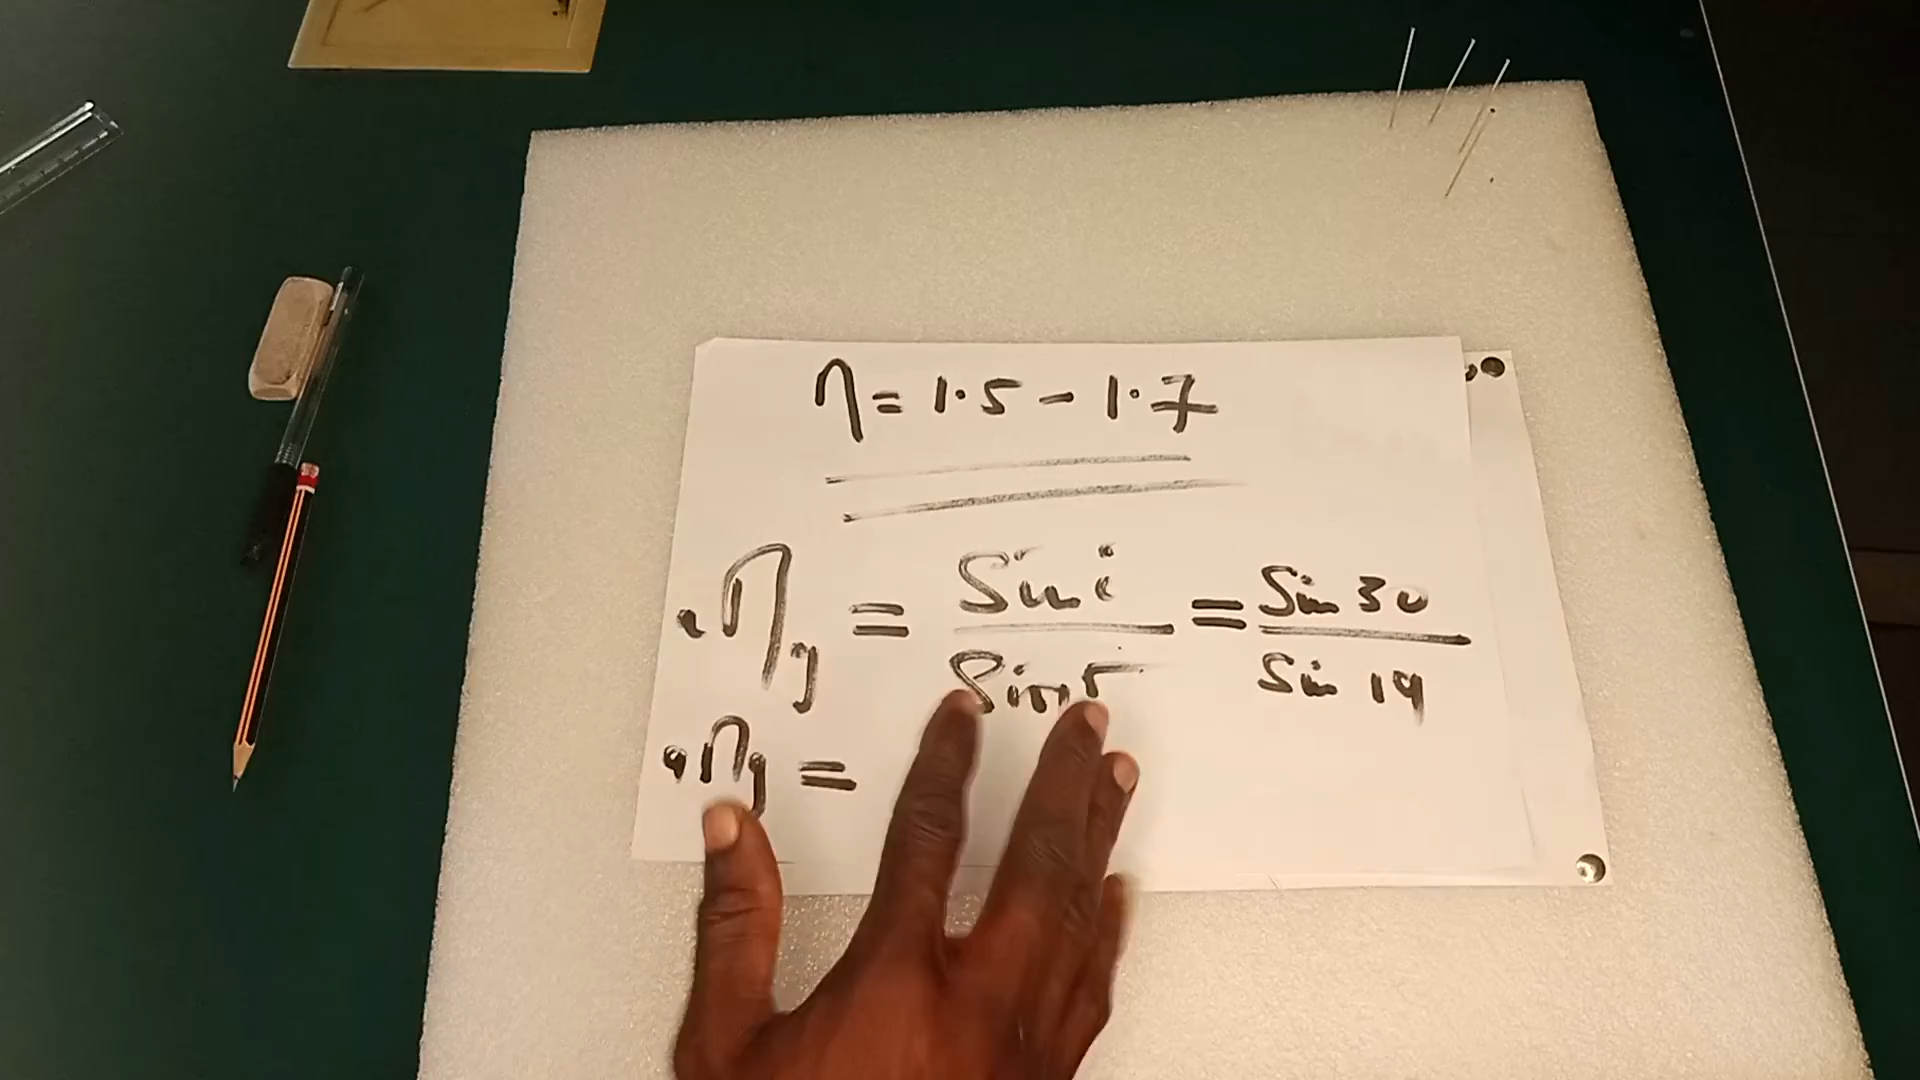 η = 1.5 - 1.7
aηg = Sin i / Sin r = Sin 30 / Sin 19
aηg =